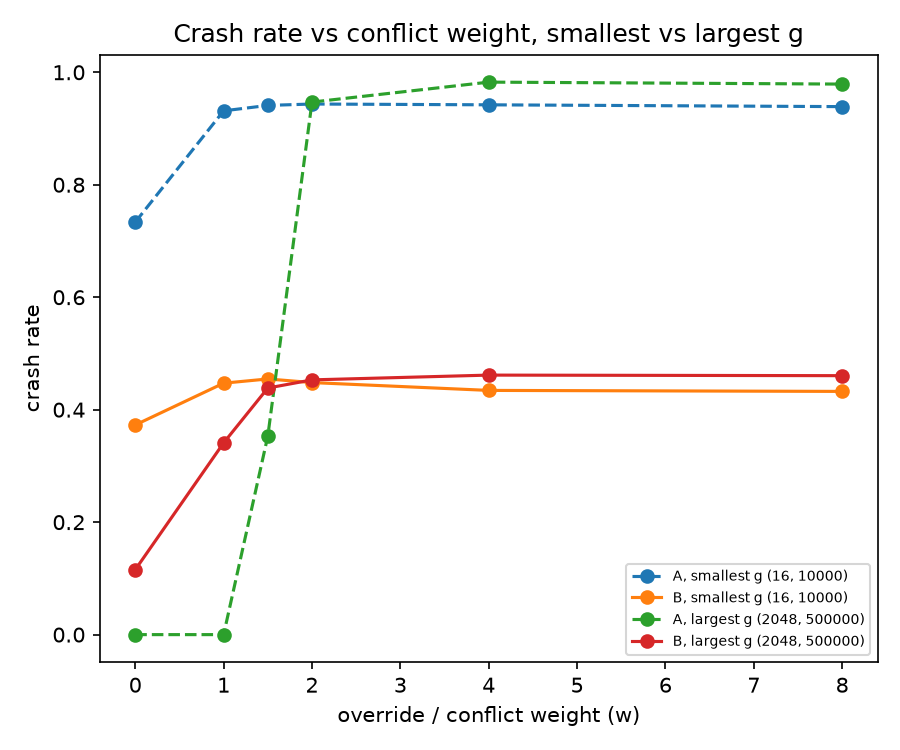 Crash rate vs conflict weight, smallest vs largest g
crash rate
1.0
0.8
0.6
0.4
0.2
0.0
0 1 2 3 4 5 6 7 8
override / conflict weight (w)
A, smallest g (16, 10000)
B, smallest g (16, 10000)
A, largest g (2048, 500000)
B, largest g (2048, 500000)